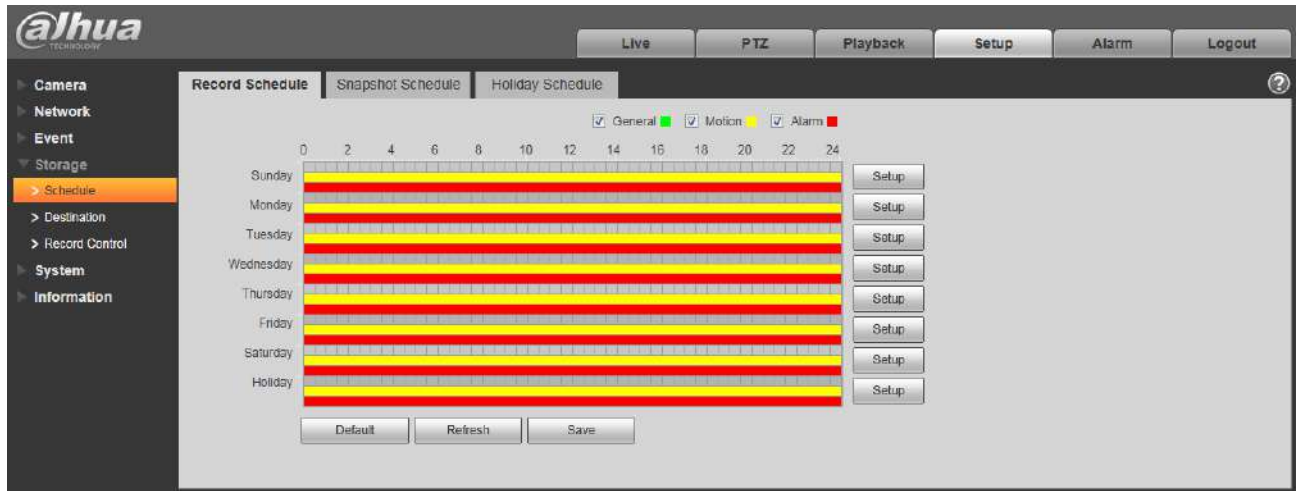 alhua
TECHNOLOGY
Live PTZ Playback Setup Alarm Logout
Camera
Network
Event
Storage
> Schedule
> Destination
> Record Control
System
Information
Record Schedule Snapshot Schedule Holiday Schedule ?
General Motion Alarm
0 2 4 6 8 10 12 14 16 18 20 22 24
Sunday Setup
Monday Setup
Tuesday Setup
Wednesday Setup
Thursday Setup
Friday Setup
Saturday Setup
Holiday Setup
Default Refresh Save